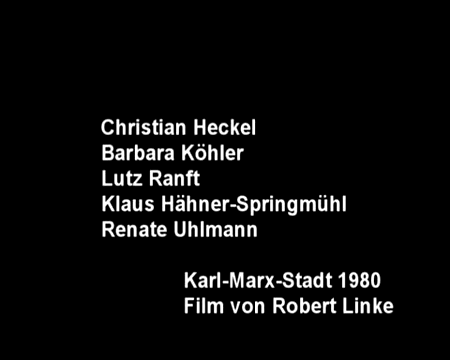 Christian Heckel
Barbara Köhler
Lutz Ranft
Klaus Hähner-Springmühl
Renate Uhlmann
Karl-Marx-Stadt 1980
Film von Robert Linke